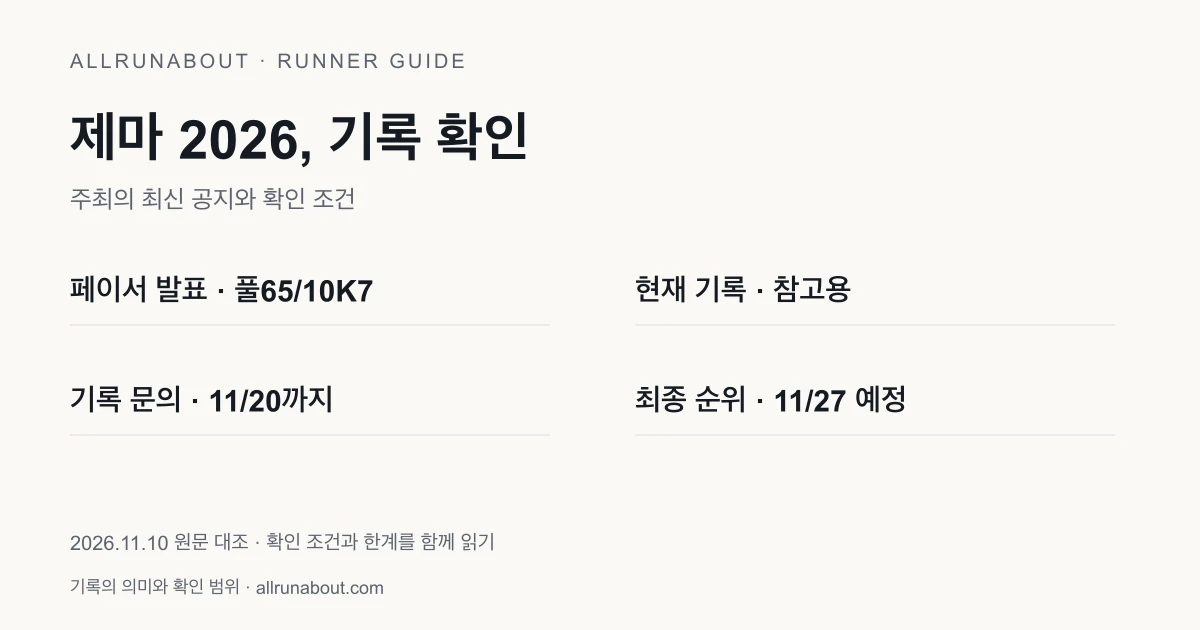 ALLRUNABOUT · RUNNER GUIDE
제마 2026, 기록 확인
주최의 최신 공지와 확인 조건
페이서 발표 · 풀65/10K7
현재 기록 · 참고용
기록 문의 · 11/20까지
최종 순위 · 11/27 예정
2026.11.10 원문 대조 · 확인 조건과 한계를 함께 읽기
기록의 의미와 확인 범위 · allrunabout.com